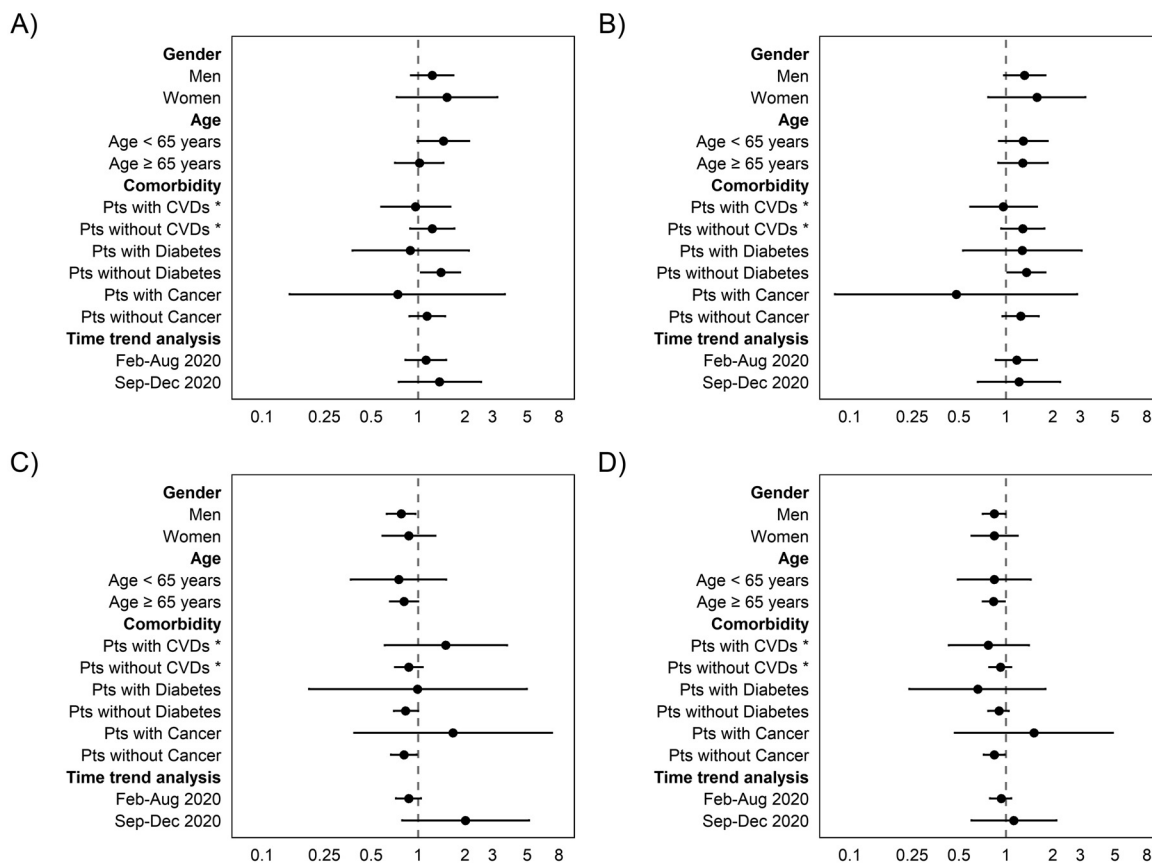 A)
Gender
Men
Women
Age
Age < 65 years
Age ≥ 65 years
Comorbidity
Pts with CVDs *
Pts without CVDs *
Pts with Diabetes
Pts without Diabetes
Pts with Cancer
Pts without Cancer
Time trend analysis
Feb-Aug 2020
Sep-Dec 2020
0.1 0.25 0.5 1 2 3 5 8
B)
Gender
Men
Women
Age
Age < 65 years
Age ≥ 65 years
Comorbidity
Pts with CVDs *
Pts without CVDs *
Pts with Diabetes
Pts without Diabetes
Pts with Cancer
Pts without Cancer
Time trend analysis
Feb-Aug 2020
Sep-Dec 2020
0.1 0.25 0.5 1 2 3 5 8
C)
Gender
Men
Women
Age
Age < 65 years
Age ≥ 65 years
Comorbidity
Pts with CVDs *
Pts without CVDs *
Pts with Diabetes
Pts without Diabetes
Pts with Cancer
Pts without Cancer
Time trend analysis
Feb-Aug 2020
Sep-Dec 2020
0.1 0.25 0.5 1 2 3 5 8
D)
Gender
Men
Women
Age
Age < 65 years
Age ≥ 65 years
Comorbidity
Pts with CVDs *
Pts without CVDs *
Pts with Diabetes
Pts without Diabetes
Pts with Cancer
Pts without Cancer
Time trend analysis
Feb-Aug 2020
Sep-Dec 2020
0.1 0.25 0.5 1 2 3 5 8